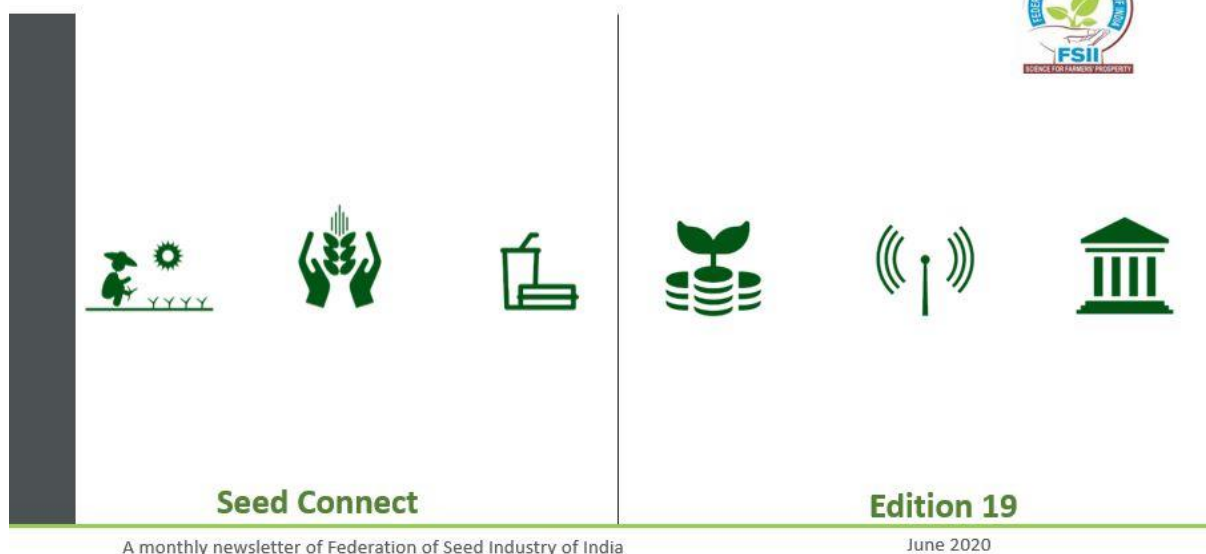 FSII
SCIENCE FOR FARMERS' PROSPERITY
Seed Connect
Edition 19
A monthly newsletter of Federation of Seed Industry of India
June 2020